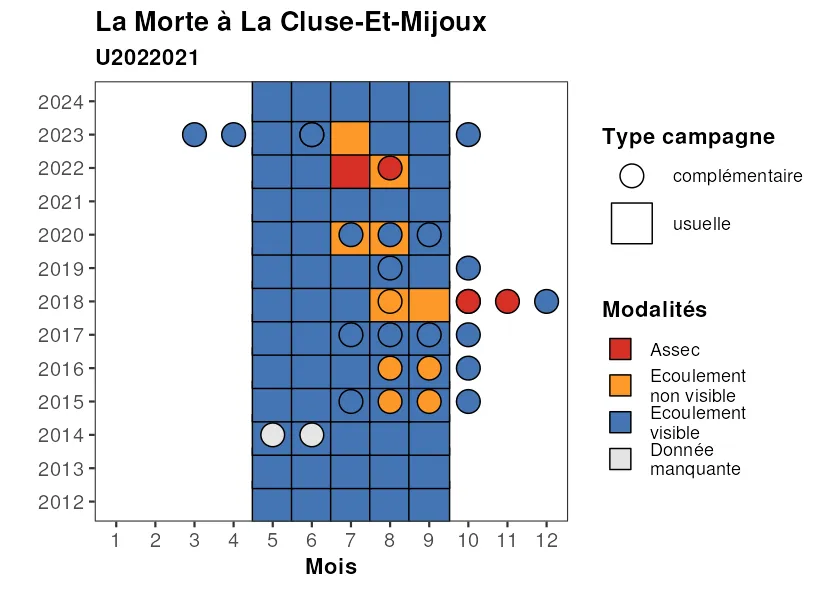 La Morte à La Cluse-Et-Mijoux
U2022021
2024
2023
2022
2021
2020
2019
2018
2017
2016
2015
2014
2013
2012
1 2 3 4 5 6 7 8 9 10 11 12
Mois
Type campagne
complémentaire
usuelle
Modalités
Assec
Ecoulement
non visible
Ecoulement
visible
Donnée
manquante